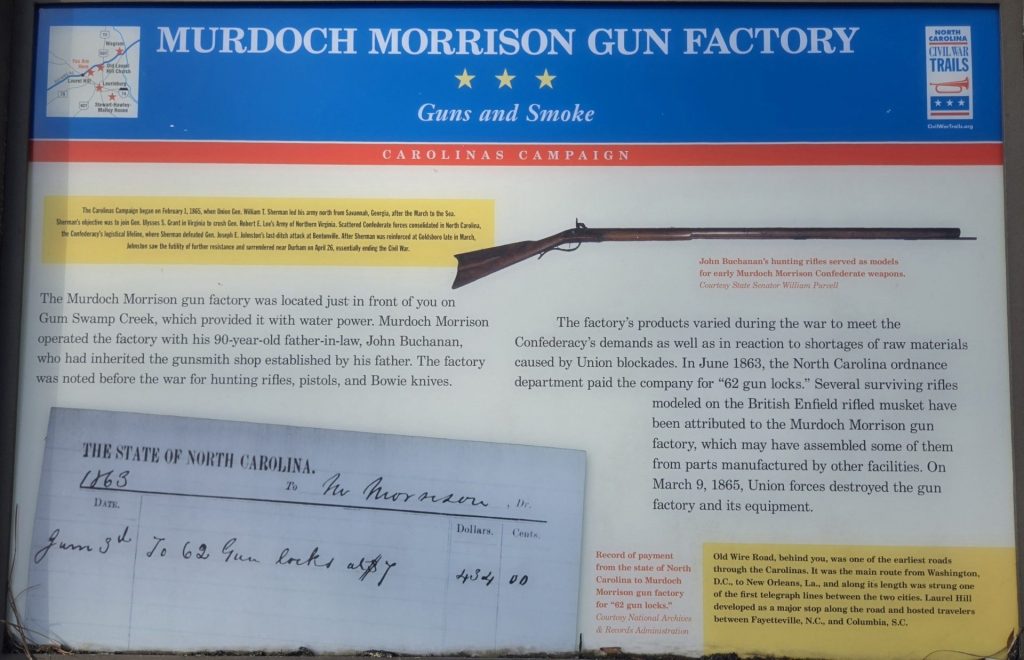 MURDOCH MORRISON GUN FACTORY
Guns and Smoke
CAROLINAS CAMPAIGN
Wagram
You Are
Here
Old Laurel
Hill Church
Laurel Hill
Laurinburg
Stewart-Hawley-
Malloy House
NORTH
CAROLINA
CIVIL WAR
TRAILS
CivilWarTrails.org
The Carolinas Campaign began on February 1, 1865, when Union Gen. William T. Sherman led his army north from Savannah, Georgia, after the March to the Sea.
Sherman's objective was to join Gen. Ulysses S. Grant in Virginia to crush Gen. Robert E. Lee's Army of Northern Virginia. Scattered Confederate forces consolidated in North Carolina,
the Confederacy's logistical lifeline, where Sherman defeated Gen. Joseph E. Johnston's last-ditch attack at Bentonville. After Sherman was reinforced at Goldsboro late in March,
Johnston saw the futility of further resistance and surrendered near Durham on April 26, essentially ending the Civil War.
John Buchanan's hunting rifles served as models
for early Murdoch Morrison Confederate weapons.
Courtesy State Senator William Purcell
The Murdoch Morrison gun factory was located just in front of you on
Gum Swamp Creek, which provided it with water power. Murdoch Morrison
operated the factory with his 90-year-old father-in-law, John Buchanan,
who had inherited the gunsmith shop established by his father. The factory
was noted before the war for hunting rifles, pistols, and Bowie knives.
The factory's products varied during the war to meet the
Confederacy's demands as well as in reaction to shortages of raw materials
caused by Union blockades. In June 1863, the North Carolina ordnance
department paid the company for "62 gun locks." Several surviving rifles
modeled on the British Enfield rifled musket have
been attributed to the Murdoch Morrison gun
factory, which may have assembled some of them
from parts manufactured by other facilities. On
March 9, 1865, Union forces destroyed the gun
factory and its equipment.
THE STATE OF NORTH CAROLINA.
1863
To M Morrison, Dr.
DATE.
Dollars. Cents.
June 3d To 62 Gun locks at $7 434 00
Record of payment
from the state of North
Carolina to Murdoch
Morrison gun factory
for "62 gun locks."
Courtesy National Archives
& Records Administration
Old Wire Road, behind you, was one of the earliest roads
through the Carolinas. It was the main route from Washington,
D.C., to New Orleans, La., and along its length was strung one
of the first telegraph lines between the two cities. Laurel Hill
developed as a major stop along the road and hosted travelers
between Fayetteville, N.C., and Columbia, S.C.